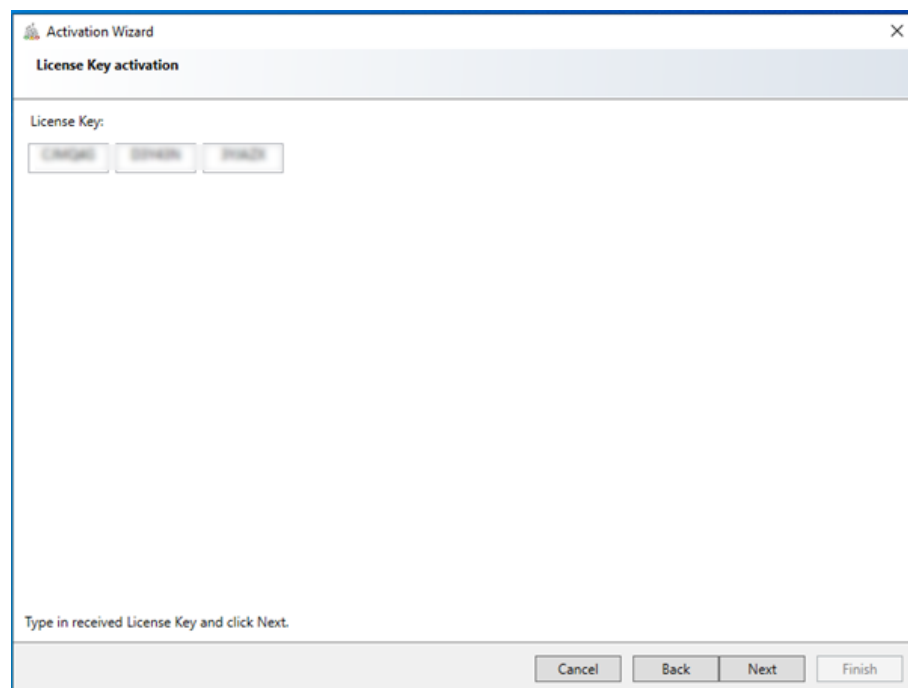 Activation Wizard
License Key activation
License Key:
Type in received License Key and click Next.
Cancel Back Next Finish